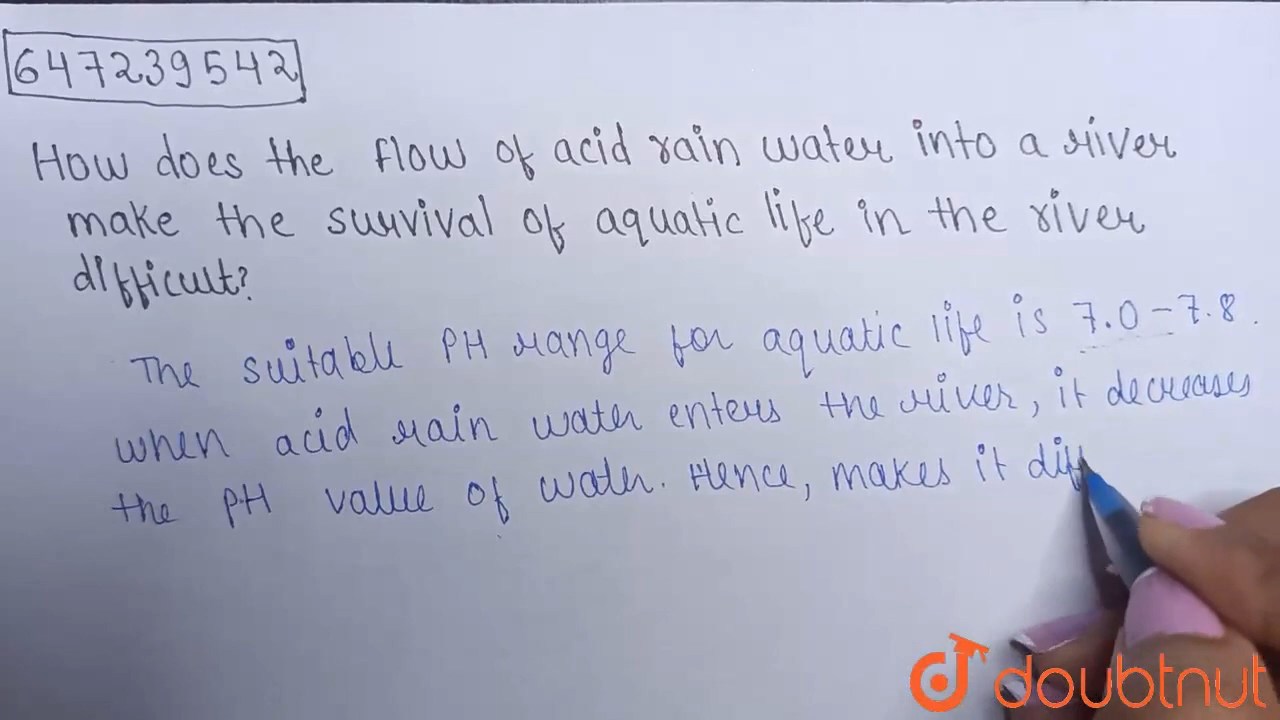 647239542
How does the flow of acid rain water into a river
make the survival of aquatic life in the river
difficult?
The suitable PH range for aquatic life is 7.0-7.8.
when acid rain water enters the river, it decreases
the PH value of water. Hence, makes it diff
doubtnut